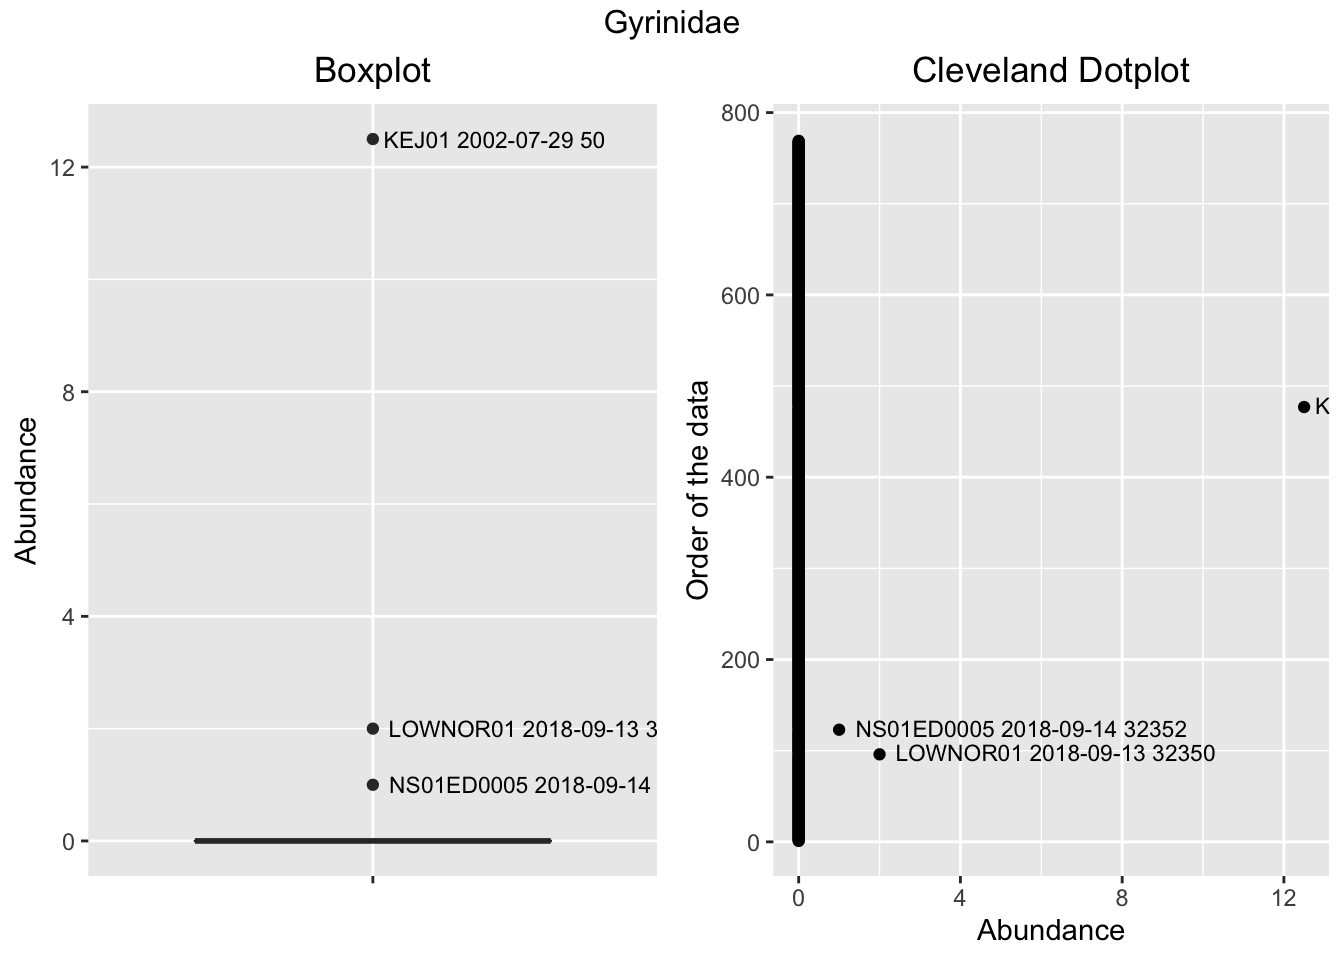 Gyrinidae
Boxplot
Abundance
12
8
4
0
KEJ01 2002-07-29 50
LOWNOR01 2018-09-13 3
NS01ED0005 2018-09-14
Cleveland Dotplot
Order of the data
800
600
400
200
0
K
NS01ED0005 2018-09-14 32352
LOWNOR01 2018-09-13 32350
0 4 8 12
Abundance